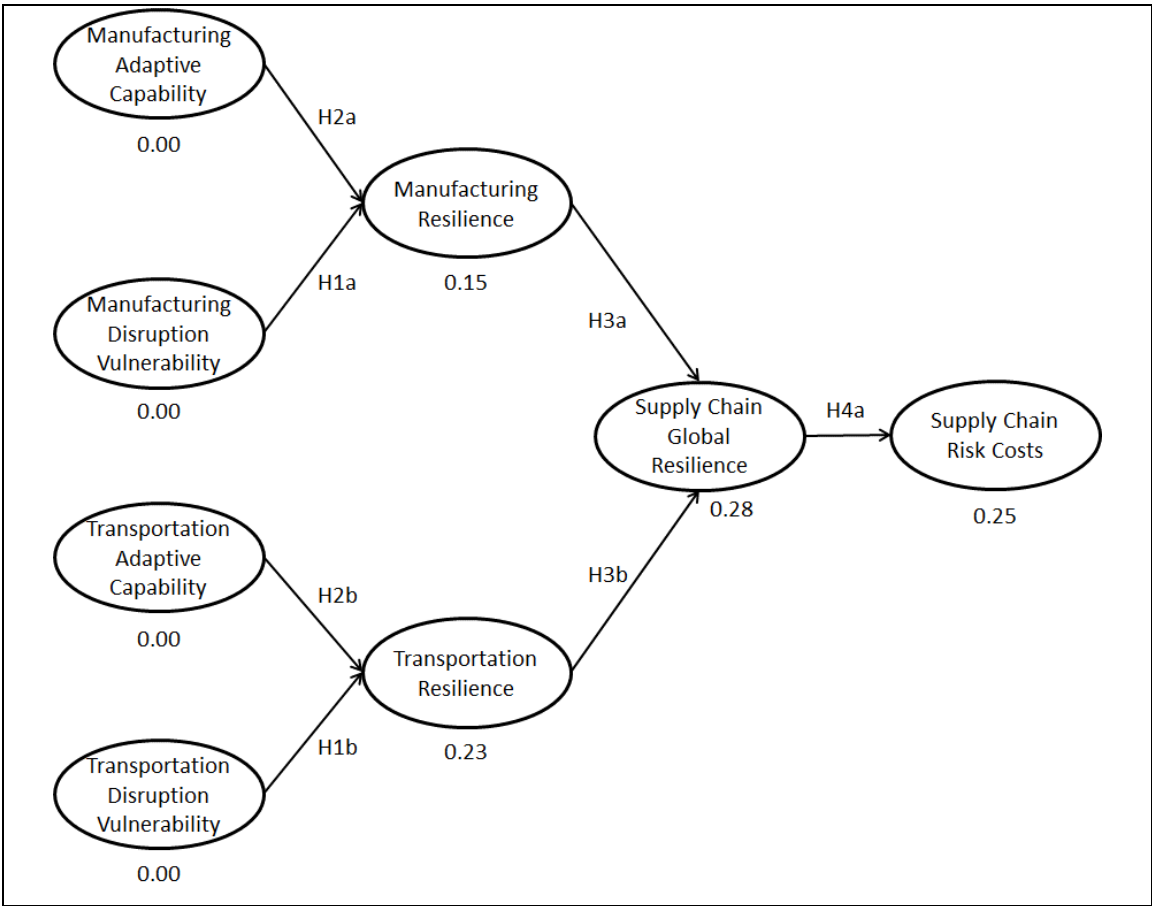 Manufacturing
Adaptive
Capability
0.00
H2a
Manufacturing
Resilience
0.15
H1a
Manufacturing
Disruption
Vulnerability
0.00
H3a
Supply Chain
Global
Resilience
0.28
H4a
Supply Chain
Risk Costs
0.25
Transportation
Adaptive
Capability
0.00
H2b
H3b
Transportation
Resilience
0.23
H1b
Transportation
Disruption
Vulnerability
0.00